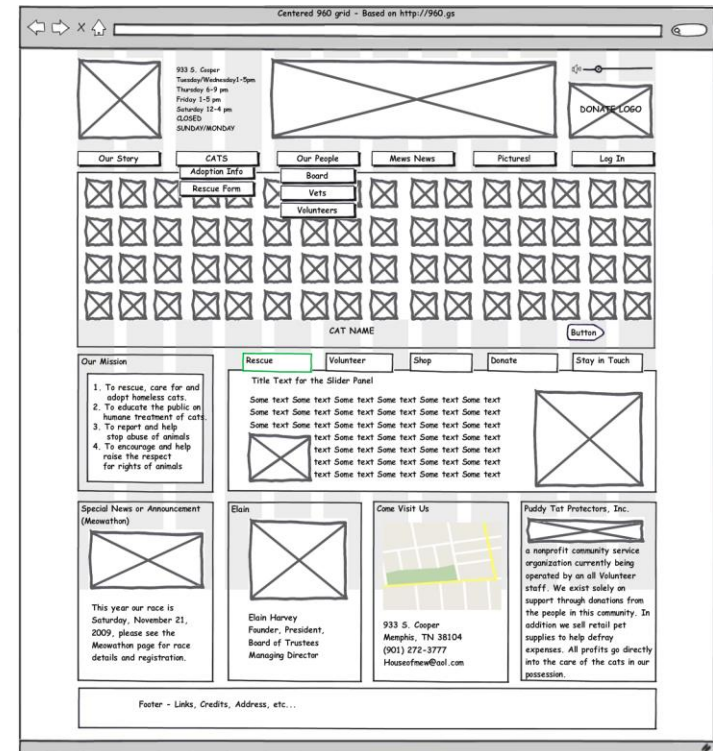 Centered 960 grid - Based on http://960.gs
X
933 S. Cooper
Tuesday/Wednesday1-5pm
Thursday 6-9 pm
Friday 1-5 pm
Saturday 12-4 pm
CLOSED
SUNDAY/MONDAY
DONATE LOGO
Our Story
CATS
Our People
Mews News
Pictures!
Log In
Adoption Info
Rescue Form
Board
Vets
Volunteers
CAT NAME
Button
Our Mission
1. To rescue, care for and
adopt homeless cats.
2. To educate the public on
humane treatment of cats.
3. To report and help
stop abuse of animals
4. To encourage and help
raise the respect
for rights of animals
Rescue
Volunteer
Shop
Donate
Stay in Touch
Title Text for the Slider Panel
Some text Some text Some text Some text Some text Some text
Some text Some text Some text Some text Some text Some text
Some text Some text Some text Some text Some text Some text
text Some text Some text Some text Some text
text Some text Some text Some text Some text
text Some text Some text Some text Some text
text Some text Some text Some text Some text
Special News or Announcement
(Meowathon)
This year our race is
Saturday, November 21,
2009, please see the
Meowathon page for race
details and registration.
Elain
Elain Harvey
Founder, President,
Board of Trustees
Managing Director
Come Visit Us
933 S. Cooper
Memphis, TN 38104
(901) 272-3777
Houseofmew@aol.com
Puddy Tat Protectors, Inc.
a nonprofit community service
organization currently being
operated by an all Volunteer
staff. We exist solely on
support through donations from
the people in this community. In
addition we sell retail pet
supplies to help defray
expenses. All profits go directly
into the care of the cats in our
possession.
Footer - Links, Credits, Address, etc...